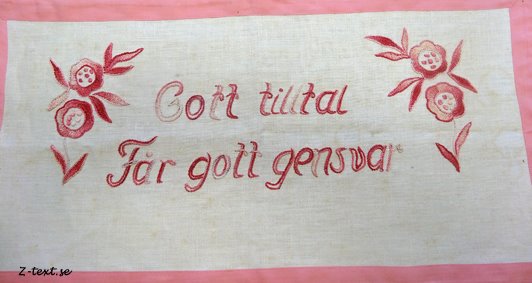 Gott tilltal
Får gott gensvar
Z-text.se